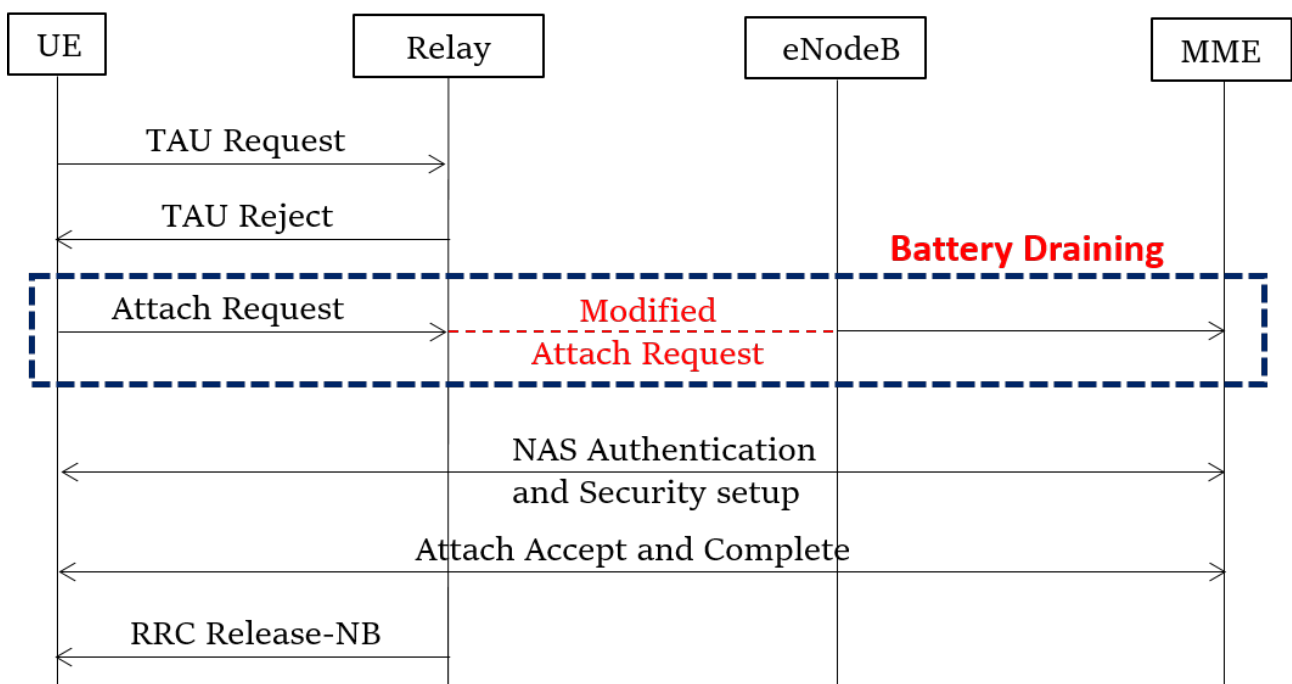 UE
Relay
eNodeB
MME
TAU Request
TAU Reject
Battery Draining
Attach Request
Modified
Attach Request
NAS Authentication
and Security setup
Attach Accept and Complete
RRC Release-NB